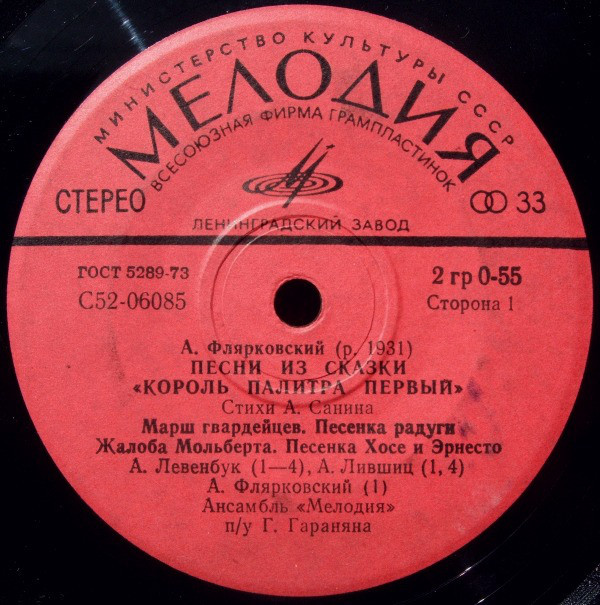 МИНИСТЕРСТВО КУЛЬТУРЫ СССР
МЕЛОДИЯ
ВСЕСОЮЗНАЯ ФИРМА ГРАМПЛАСТИНОК
СТЕРЕО
33
ЛЕНИНГРАДСКИЙ ЗАВОД
ГОСТ 5289-73
2 гр 0-55
С52-06085
Сторона 1
А. Флярковский (р. 1931)
ПЕСНИ ИЗ СКАЗКИ
«КОРОЛЬ ПАЛИТРА ПЕРВЫЙ»
Стихи А. Санина
Марш гвардейцев. Песенка радуги
Жалоба Мольберта. Песенка Хосе и Эрнесто
А. Левенбук (1—4), А. Лившиц (1, 4)
А. Флярковский (1)
Ансамбль «Мелодия»
п/у Г. Гараняна